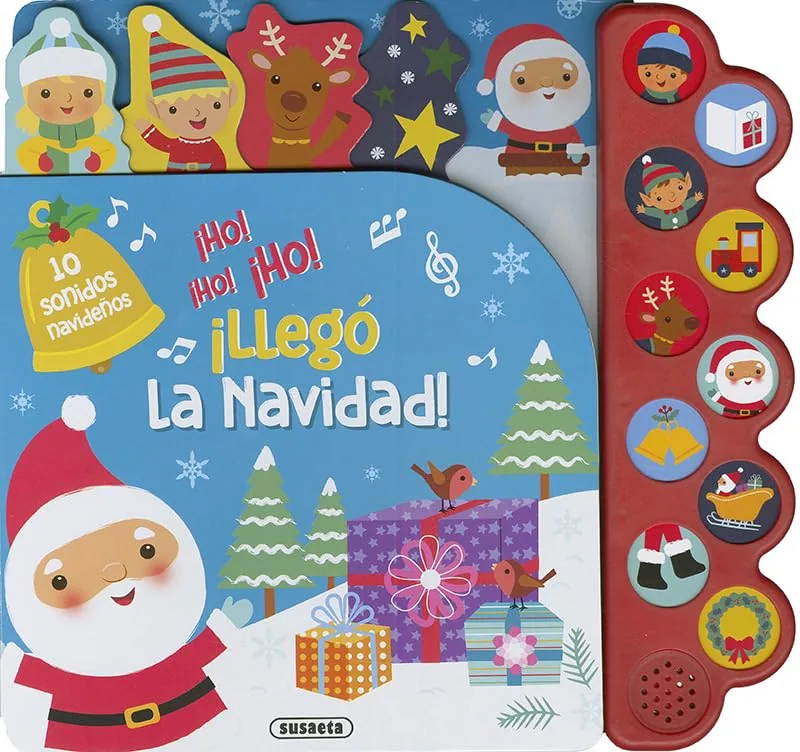 10
sonidos
navideños
¡Ho!
¡Ho! ¡Ho!
¡LLegó
La Navidad!
susaeta